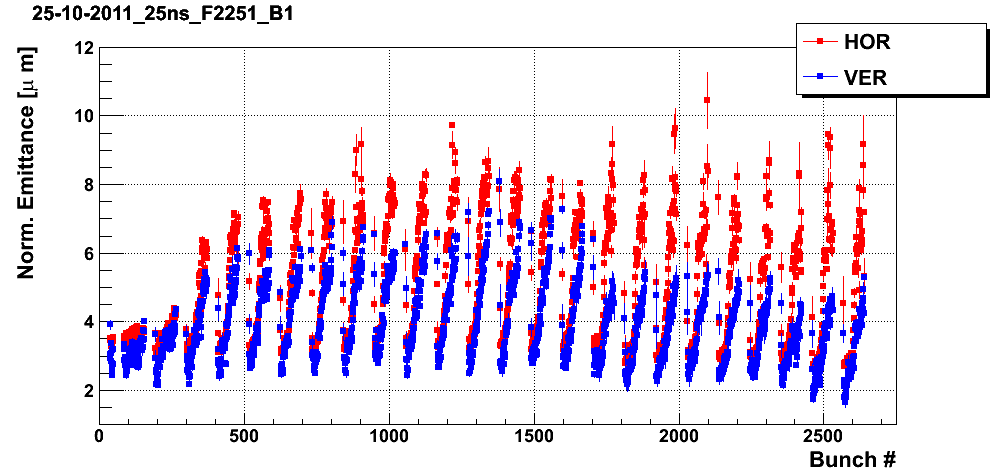 25-10-2011_25ns_F2251_B1
HOR
VER
Norm. Emittance [μ m]
12
10
8
6
4
2
0 500 1000 1500 2000 2500
Bunch #